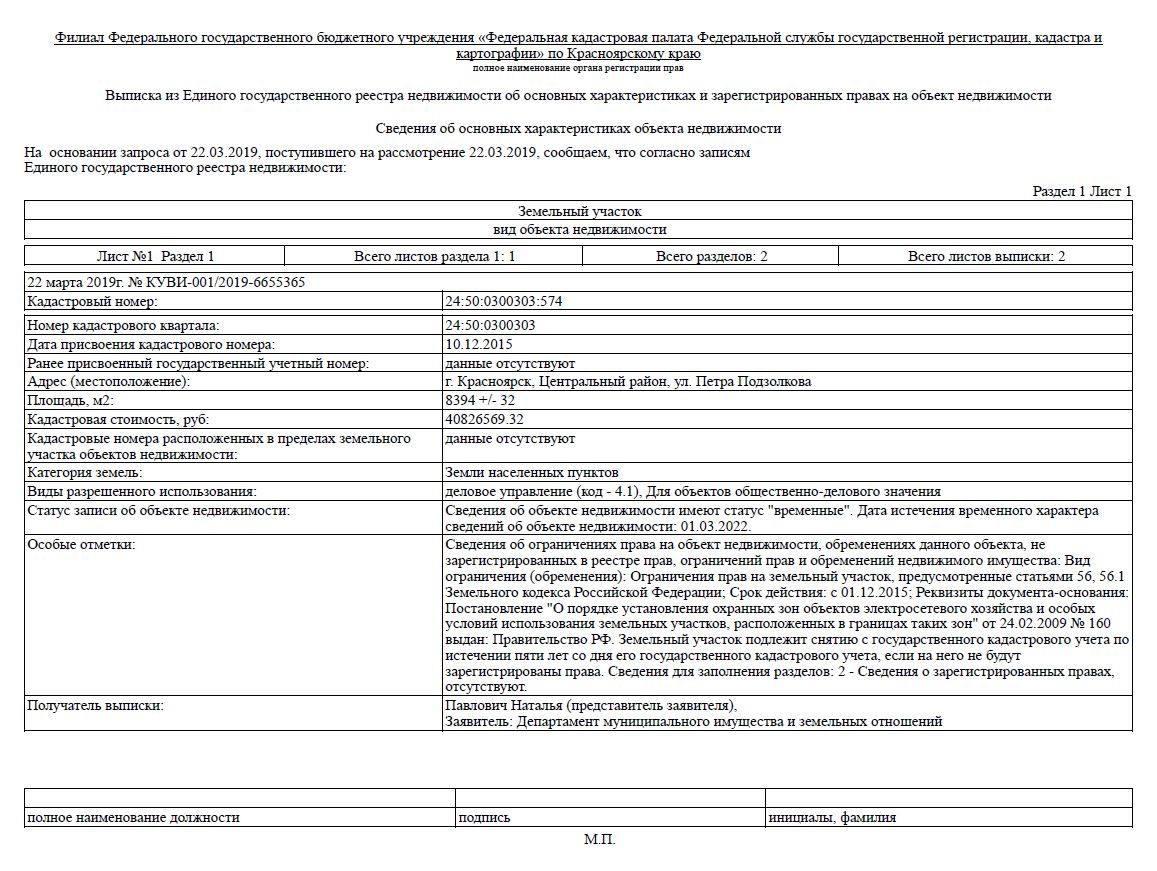 Филиал Федерального государственного бюджетного учреждения «Федеральная кадастровая палата Федеральной службы государственной регистрации, кадастра и
картографии» по Красноярскому краю
полное наименование органа регистрации прав
Выписка из Единого государственного реестра недвижимости об основных характеристиках и зарегистрированных правах на объект недвижимости
Сведения об основных характеристиках объекта недвижимости
На основании запроса от 22.03.2019, поступившего на рассмотрение 22.03.2019, сообщаем, что согласно записям
Единого государственного реестра недвижимости:
Раздел 1 Лист 1
Земельный участок
вид объекта недвижимости
Лист №1 Раздел 1
Всего листов раздела 1: 1
Всего разделов: 2
Всего листов выписки: 2
22 марта 2019г. № КУВИ-001/2019-6655365
Кадастровый номер:
24:50:0300303:574
Номер кадастрового квартала:
24:50:0300303
Дата присвоения кадастрового номера:
10.12.2015
Ранее присвоенный государственный учетный номер:
данные отсутствуют
Адрес (местоположение):
г. Красноярск, Центральный район, ул. Петра Подзолкова
Площадь, м2:
8394 +/- 32
Кадастровая стоимость, руб:
40826569.32
Кадастровые номера расположенных в пределах земельного
участка объектов недвижимости:
данные отсутствуют
Категория земель:
Земли населенных пунктов
Виды разрешенного использования:
деловое управление (код - 4.1), Для объектов общественно-делового значения
Статус записи об объекте недвижимости:
Сведения об объекте недвижимости имеют статус "временные". Дата истечения временного характера
сведений об объекте недвижимости: 01.03.2022.
Особые отметки:
Сведения об ограничениях права на объект недвижимости, обременениях данного объекта, не
зарегистрированных в реестре прав, ограничений прав и обременений недвижимого имущества: Вид
ограничения (обременения): Ограничения прав на земельный участок, предусмотренные статьями 56, 56.1
Земельного кодекса Российской Федерации; Срок действия: с 01.12.2015; Реквизиты документа-основания:
Постановление "О порядке установления охранных зон объектов электросетевого хозяйства и особых
условий использования земельных участков, расположенных в границах таких зон" от 24.02.2009 № 160
выдан: Правительство РФ. Земельный участок подлежит снятию с государственного кадастрового учета по
истечении пяти лет со дня его государственного кадастрового учета, если на него не будут
зарегистрированы права. Сведения для заполнения разделов: 2 - Сведения о зарегистрированных правах,
отсутствуют.
Получатель выписки:
Павлович Наталья (представитель заявителя),
Заявитель: Департамент муниципального имущества и земельных отношений
полное наименование должности
подпись
инициалы, фамилия
М.П.